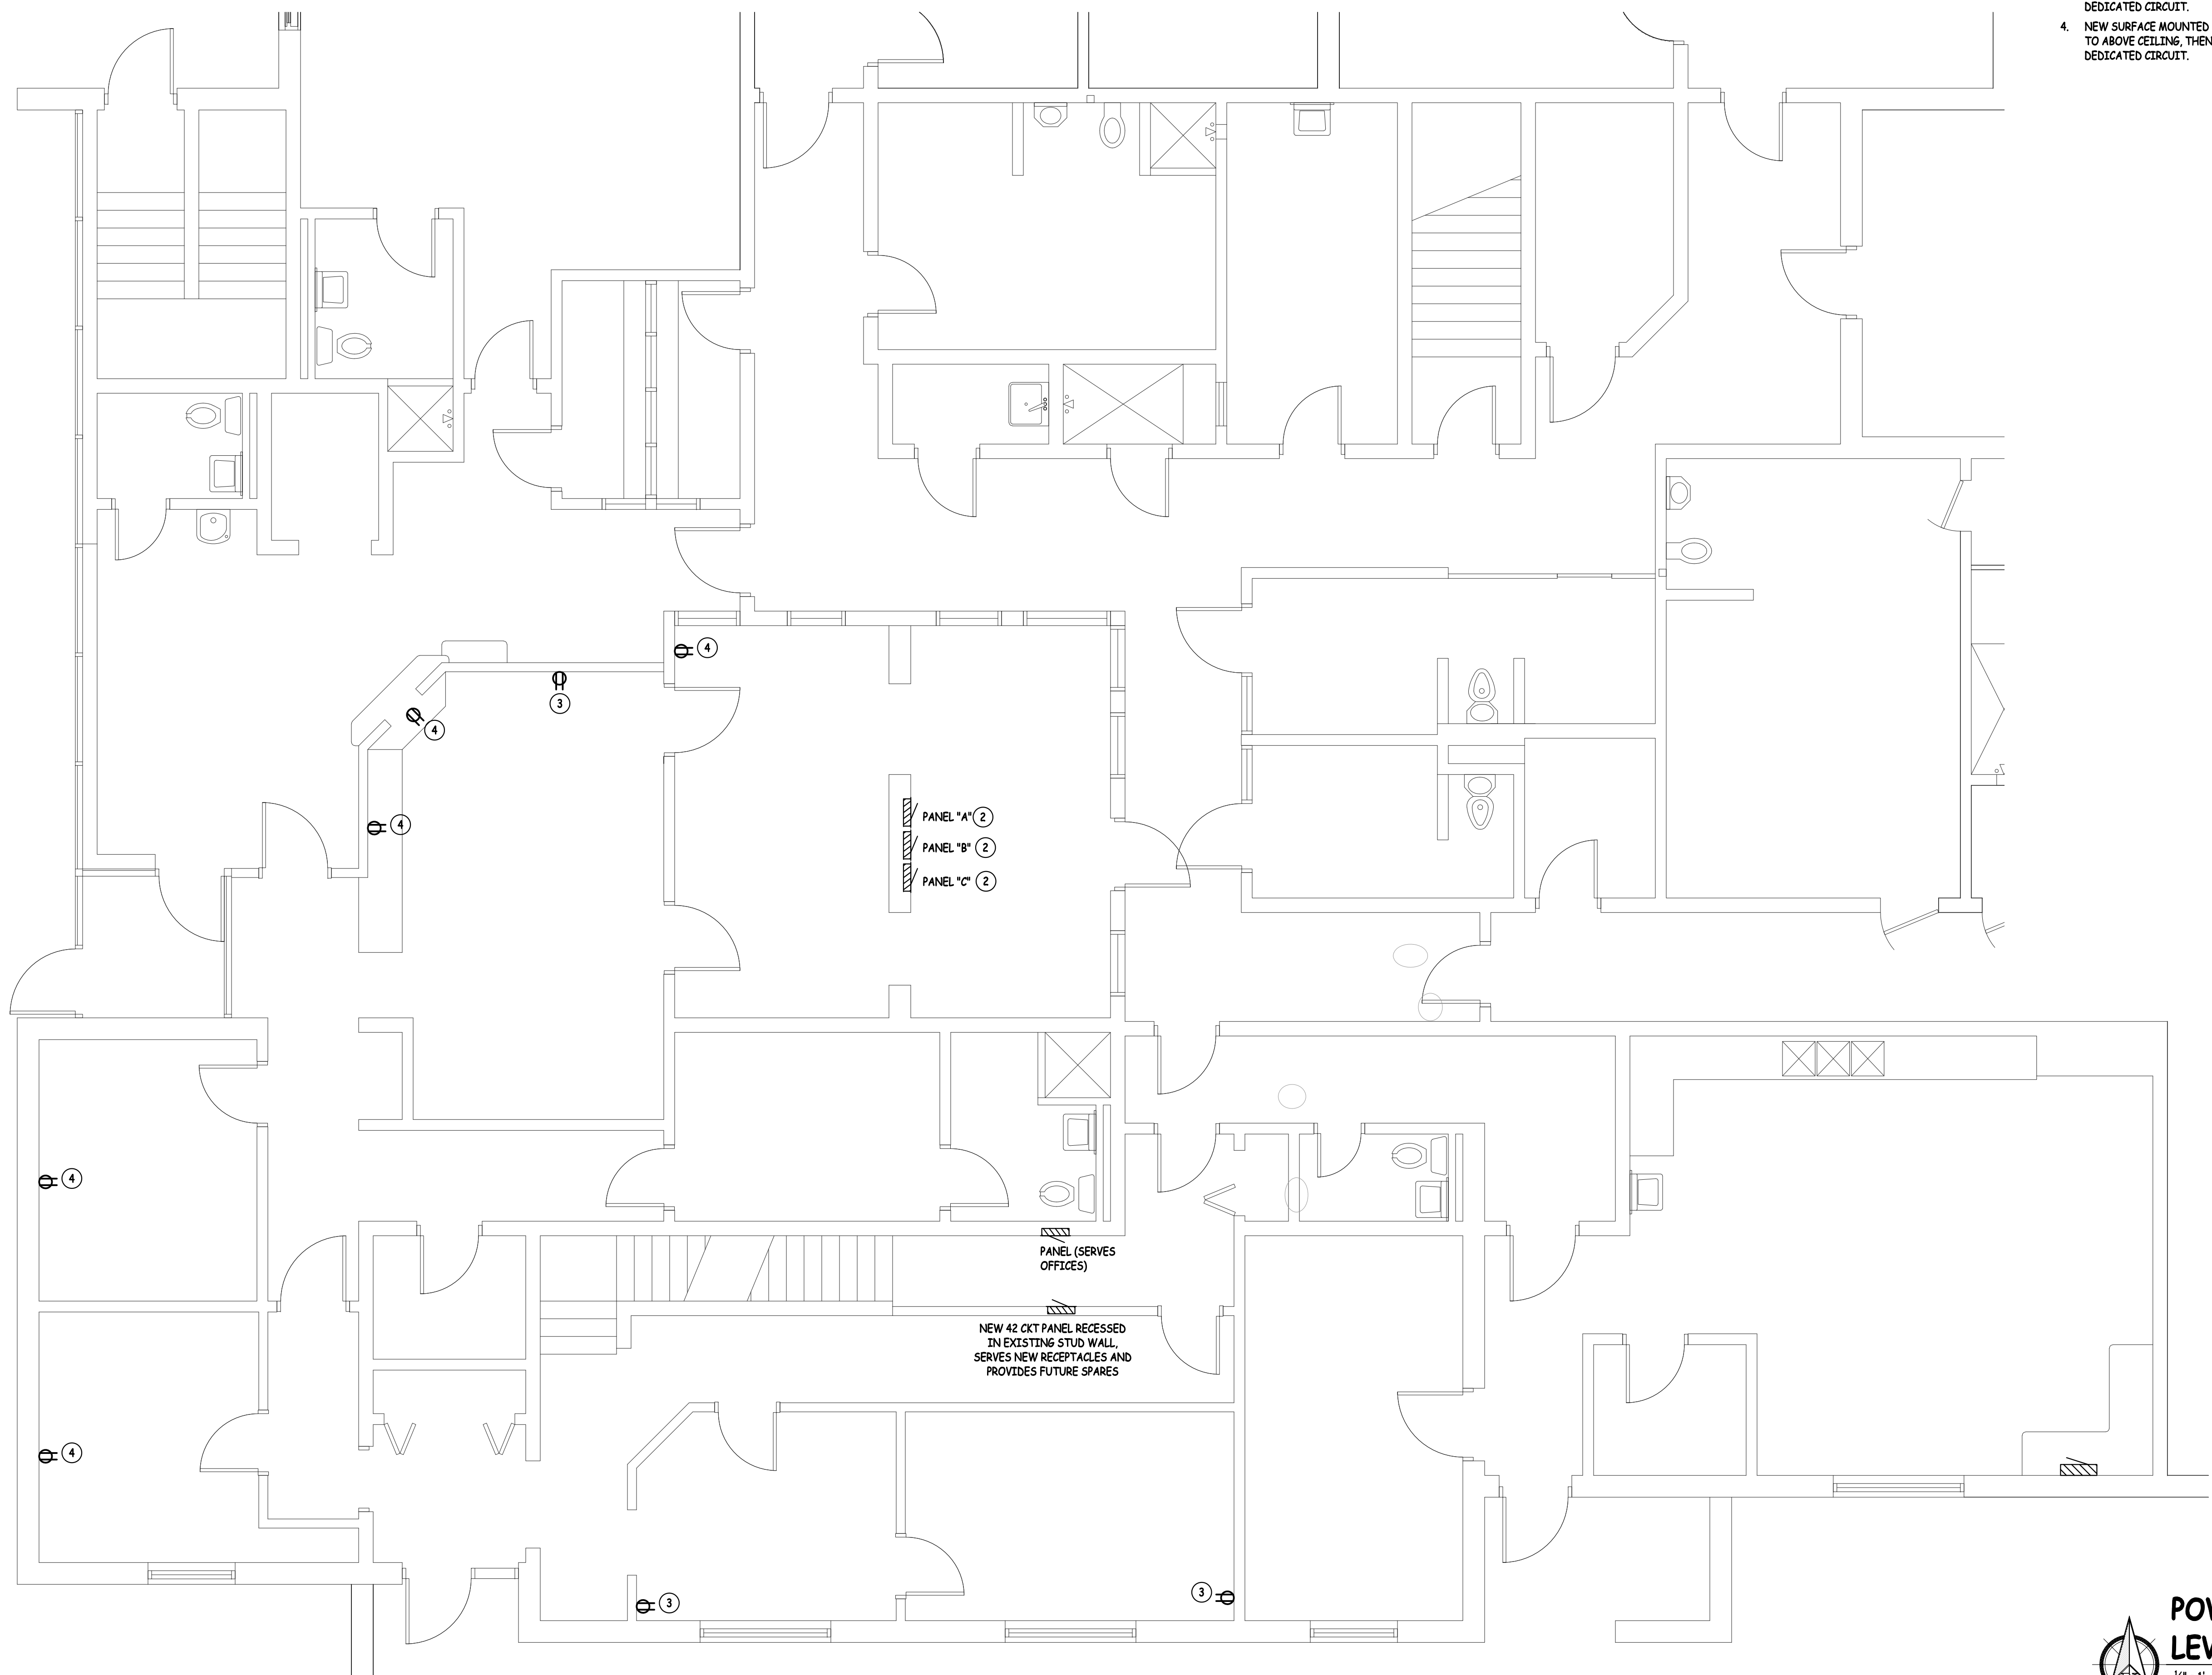 DEDICATED CIRCUIT.
4. NEW SURFACE MOUNTED
TO ABOVE CEILING, THEN
DEDICATED CIRCUIT.
4
3
4
4
PANEL "A" 2
PANEL "B" 2
PANEL "C" 2
4
PANEL (SERVES
OFFICES)
NEW 42 CKT PANEL RECESSED
IN EXISTING STUD WALL,
SERVES NEW RECEPTACLES AND
PROVIDES FUTURE SPARES
4
3
3